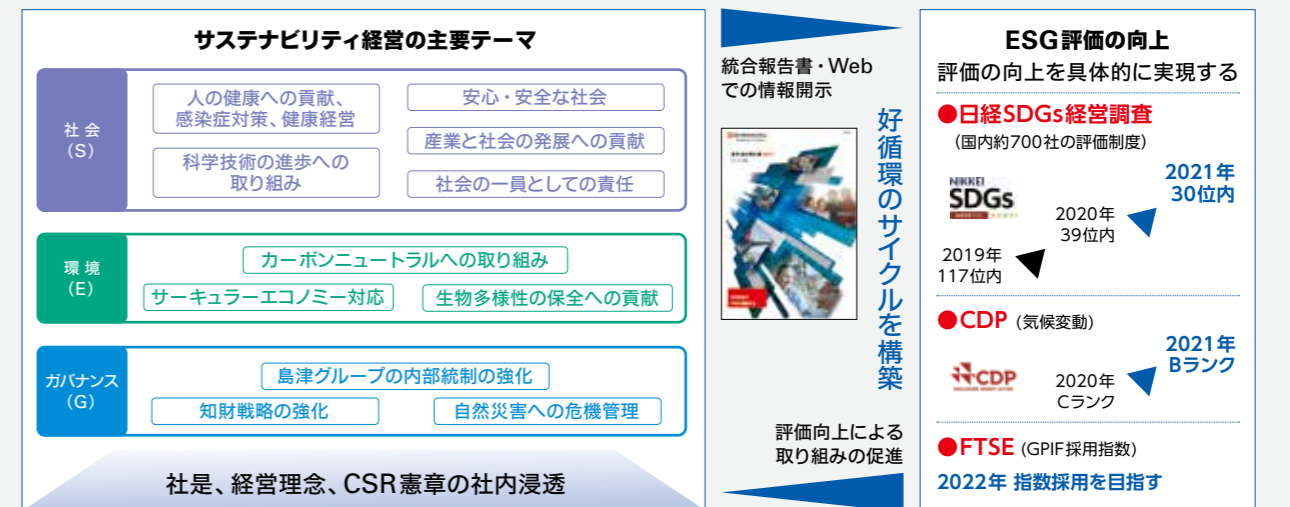 サステナビリティ経営の主要テーマ
社 会
(S)
人の健康への貢献、
感染症対策、健康経営
安心・安全な社会
産業と社会の発展への貢献
科学技術の進歩への
取り組み
社会の一員としての責任
環 境
(E)
カーボンニュートラルへの取り組み
サーキュラーエコノミー対応
生物多様性の保全への貢献
ガバナンス
(G)
島津グループの内部統制の強化
知財戦略の強化
自然災害への危機管理
社是、経営理念、CSR憲章の社内浸透
統合報告書・Web
での情報開示
好循環のサイクルを構築
評価向上による
取り組みの促進
ESG評価の向上
評価の向上を具体的に実現する
●日経SDGs経営調査
(国内約700社の評価制度)
NIKKEI
SDGs
2021年
30位内
2020年
39位内
2019年
117位内
●CDP (気候変動)
CDP
2021年
Bランク
2020年
Cランク
●FTSE (GPIF採用指数)
2022年 指数採用を目指す